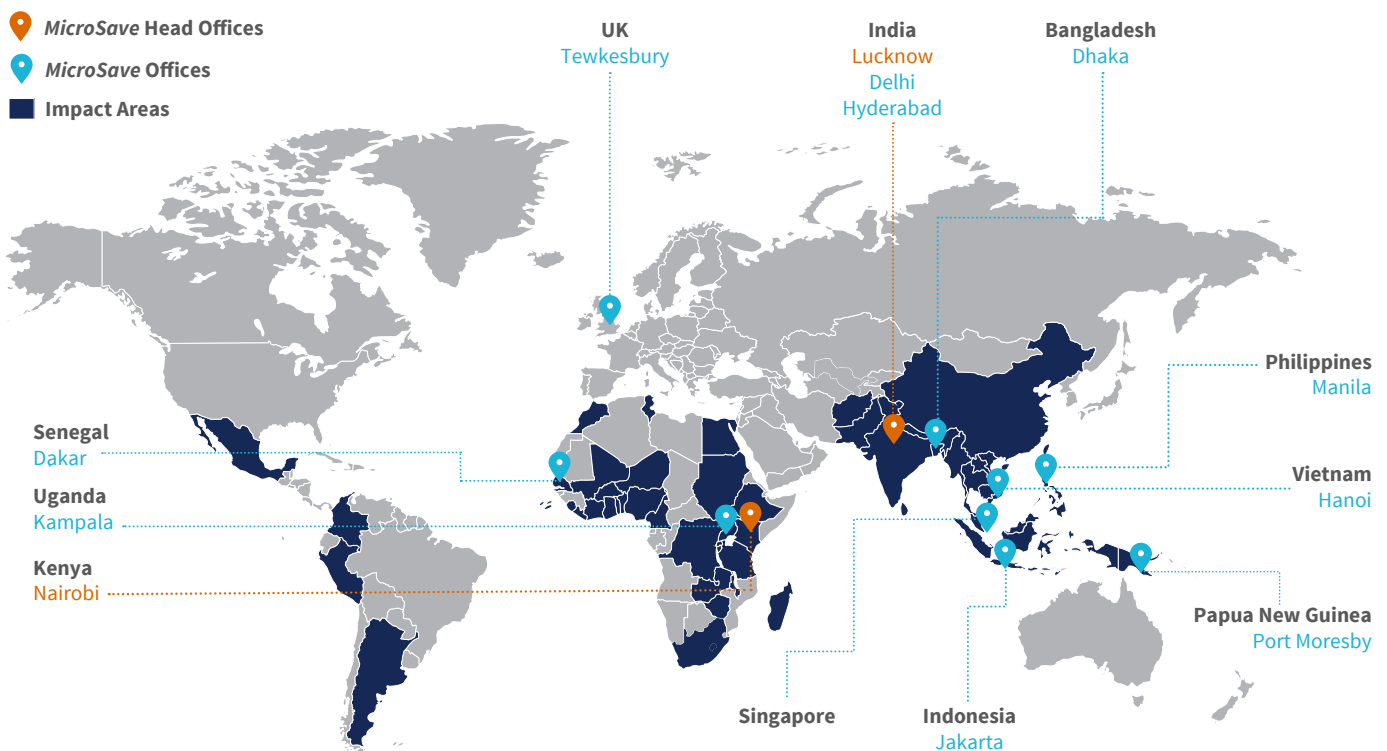 MicroSave Head Offices
MicroSave Offices
Impact Areas
UK
Tewkesbury
India
Lucknow
Delhi
Hyderabad
Bangladesh
Dhaka
Philippines
Manila
Senegal
Dakar
Vietnam
Hanoi
Uganda
Kampala
Kenya
Nairobi
Papua New Guinea
Port Moresby
Singapore
Indonesia
Jakarta